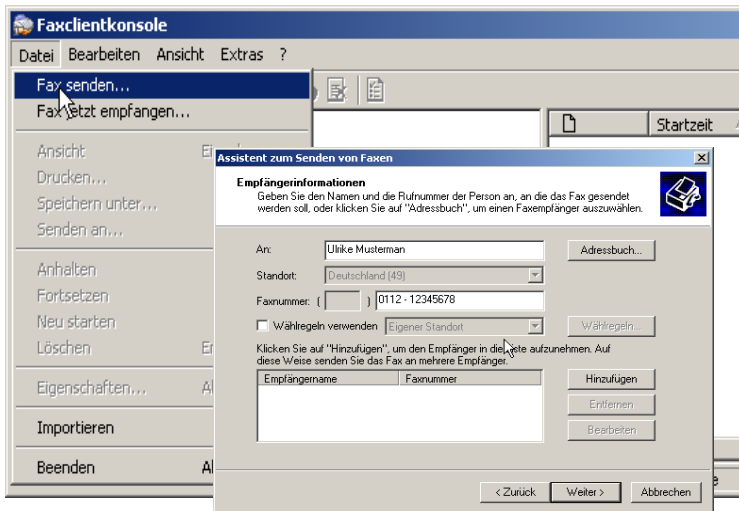 Faxclientkonsole
Datei Bearbeiten Ansicht Extras ?
Fax senden...
Fax jetzt empfangen...
Startzeit
Ansicht
Drucken...
Speichern unter...
Senden an...
Anhalten
Fortsetzen
Neu starten
Löschen
Eigenschaften...
Importieren
Beenden
Assistent zum Senden von Faxen
Empfängerinformationen
Geben Sie den Namen und die Rufnummer der Person an, an die das Fax gesendet
werden soll, oder klicken Sie auf "Adressbuch", um einen Faxempfänger auszuwählen.
An: Ulrike Musterman Adressbuch...
Standort: Deutschland (49)
Faxnummer: ( ) 0112 - 12345678
Wählregeln verwenden Eigener Standort Wählregeln...
Klicken Sie auf "Hinzufügen", um den Empfänger in die Liste aufzunehmen. Auf
diese Weise senden Sie das Fax an mehrere Empfänger.
Empfängername Faxnummer Hinzufügen
Entfernen
Bearbeiten
< Zurück Weiter > Abbrechen